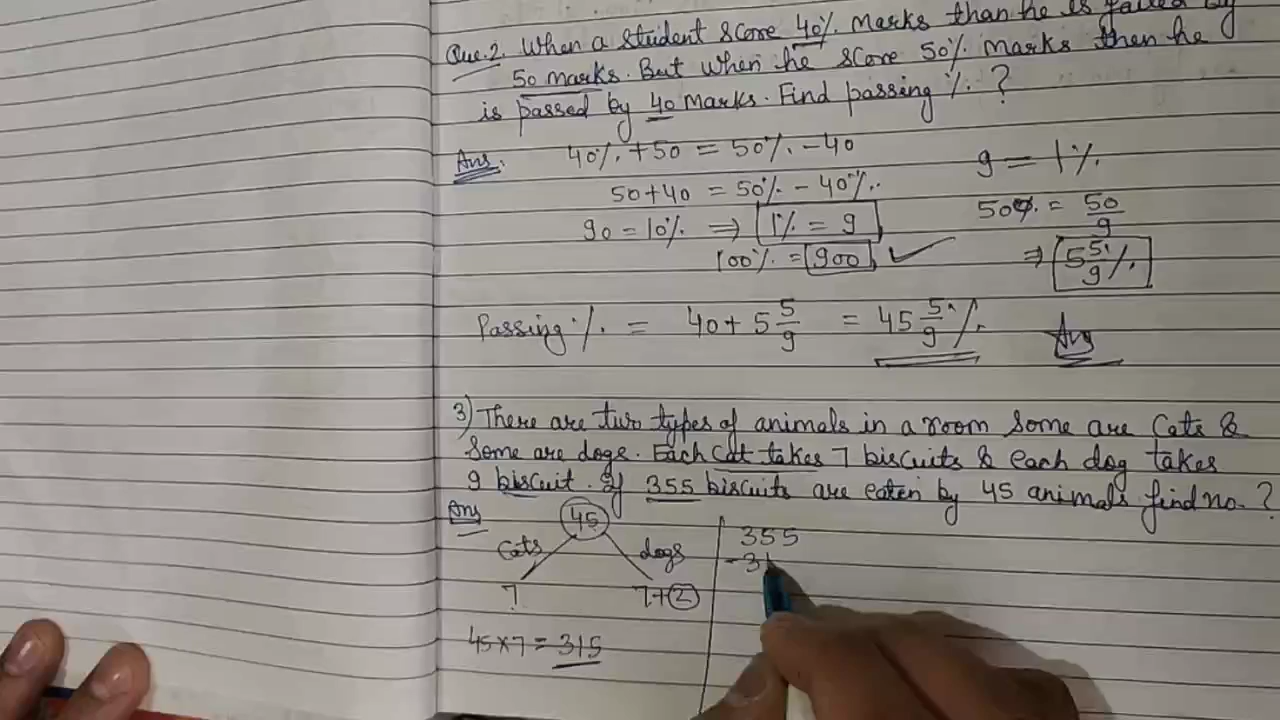 Que.2. When a student score 40% marks than he is failed by
50 marks. But when he score 50% marks then he
is passed by 40 marks. Find passing %. ?
Ans. 40% + 50 = 50% - 40
50 + 40 = 50% - 40%.
90 = 10% ⇒ 1% = 9
100% = 900 ✓
9 = 1%
50% = 50/9
⇒ 5 5/9 %.
Passing % = 40 + 5 5/9 = 45 5/9 %. Ans
3) There are two types of animals in a room some are Cats &
Some are dogs. Each cat takes 7 biscuits & each dog takes
9 biscuit. If 355 biscuits are eaten by 45 animals find no. ?
Ans 45
Cats dogs
7 7+2
45×7 = 315
355
-31